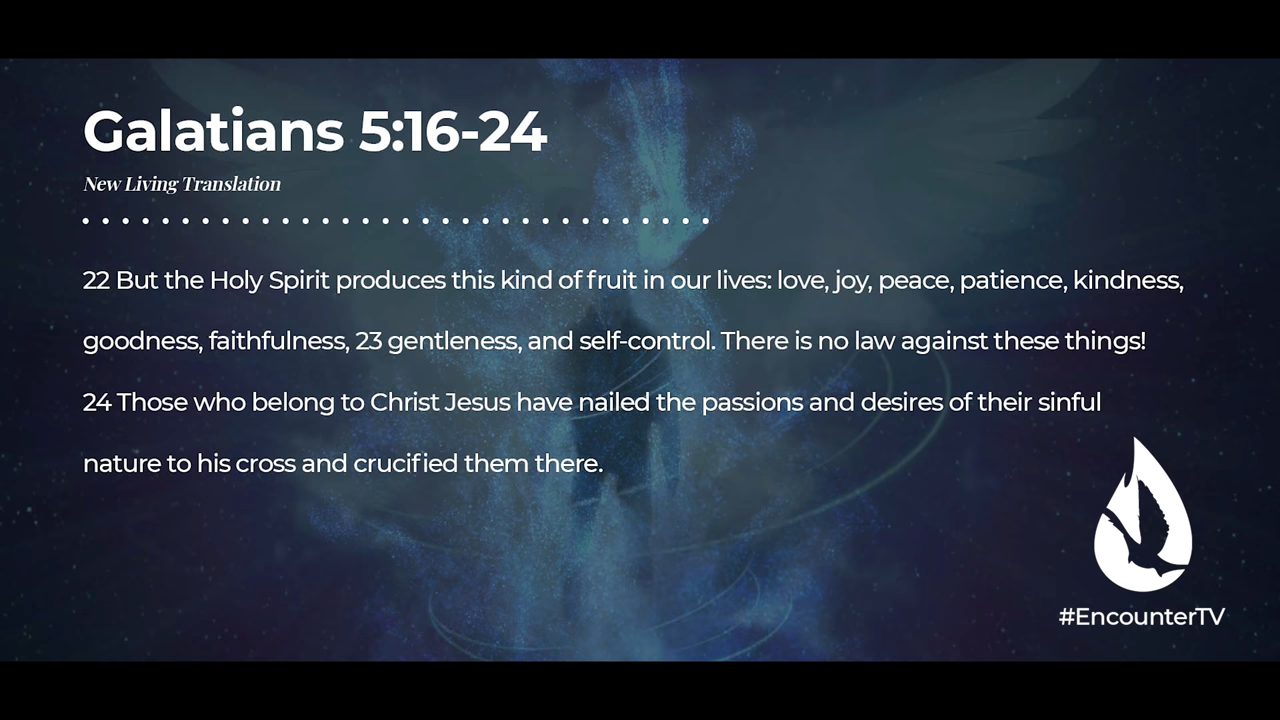 Galatians 5:16-24
New Living Translation
22 But the Holy Spirit produces this kind of fruit in our lives: love, joy, peace, patience, kindness,
goodness, faithfulness, 23 gentleness, and self-control. There is no law against these things!
24 Those who belong to Christ Jesus have nailed the passions and desires of their sinful
nature to his cross and crucified them there.
#EncounterTV